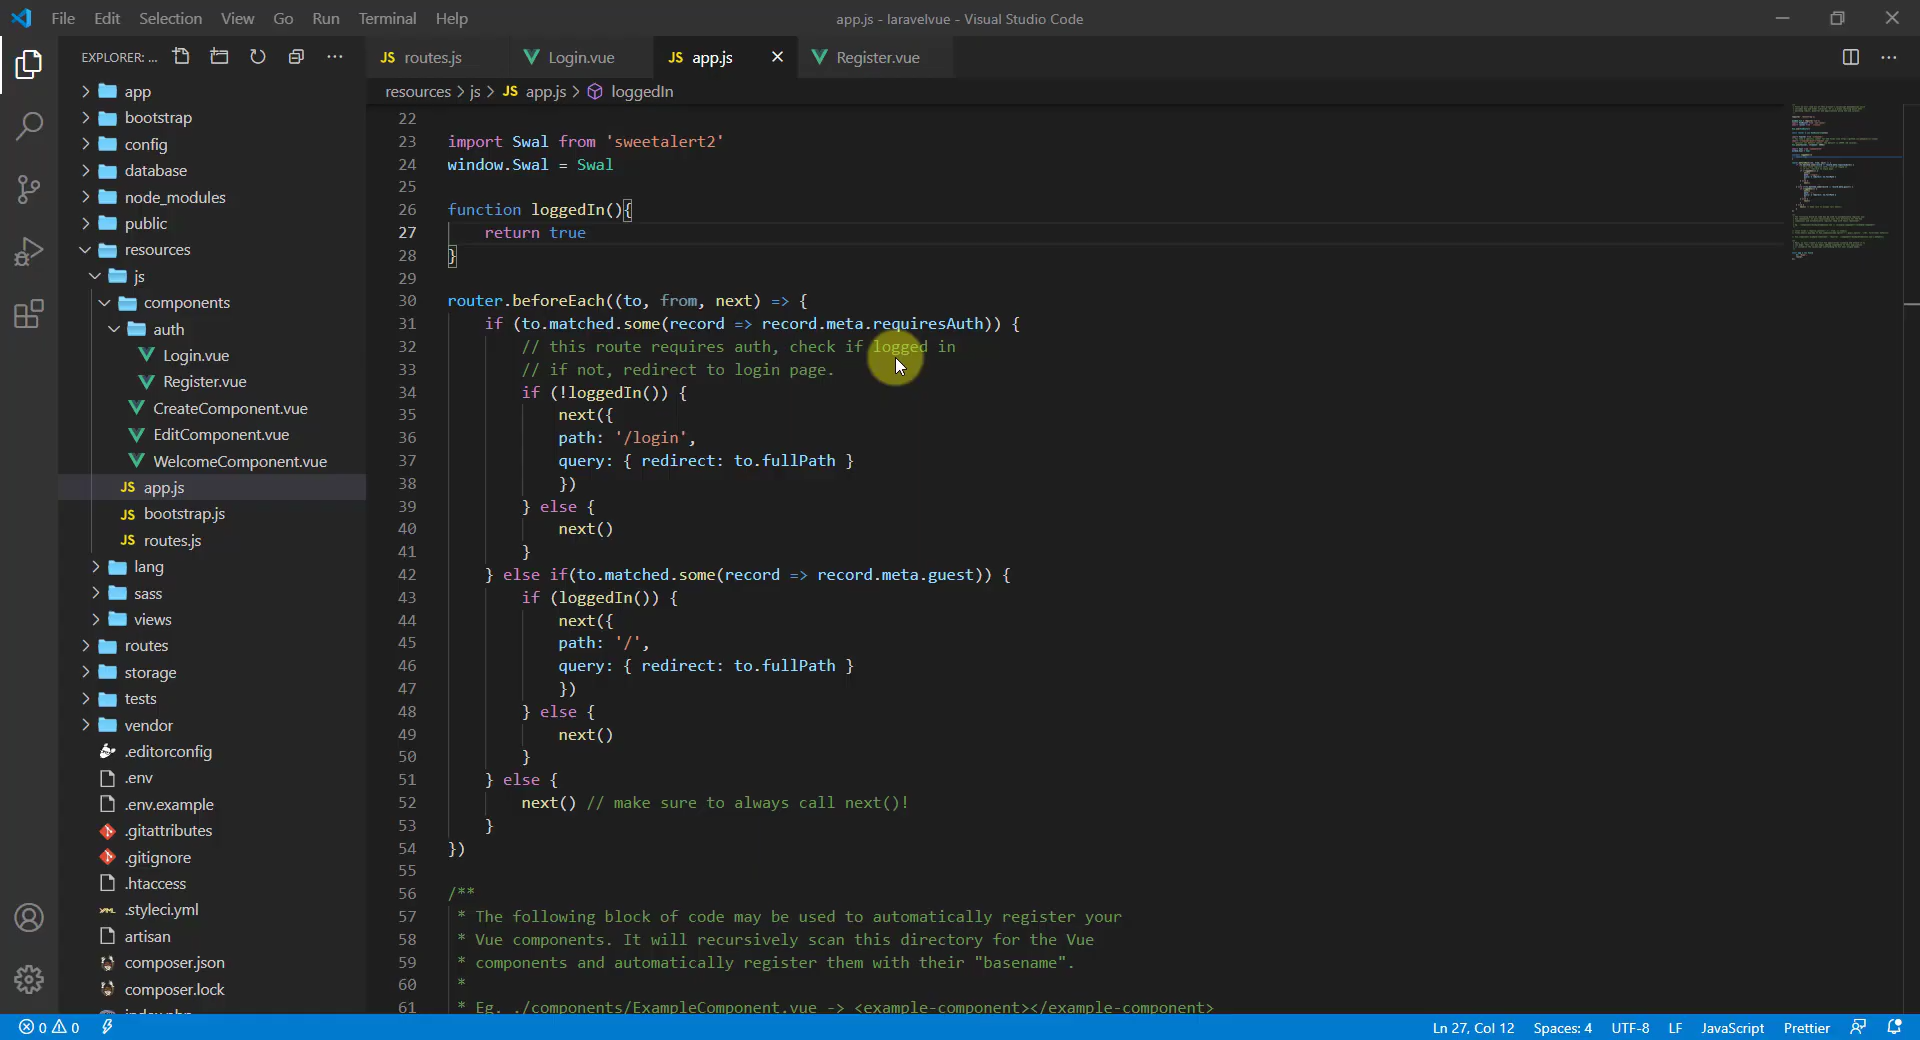 File Edit Selection View Go Run Terminal Help
app.js - laravelvue - Visual Studio Code
EXPLORER: ...
JS routes.js
Login.vue
JS app.js
Register.vue
resources > js > JS app.js > loggedIn
app
bootstrap
config
database
node_modules
public
resources
js
components
auth
Login.vue
Register.vue
CreateComponent.vue
EditComponent.vue
WelcomeComponent.vue
JS app.js
JS bootstrap.js
JS routes.js
lang
sass
views
routes
storage
tests
vendor
.editorconfig
.env
.env.example
.gitattributes
.gitignore
.htaccess
.styleci.yml
artisan
composer.json
composer.lock
22
23 import Swal from 'sweetalert2'
24 window.Swal = Swal
25
26 function loggedIn(){
27 return true
28 }
29
30 router.beforeEach((to, from, next) => {
31 if (to.matched.some(record => record.meta.requiresAuth)) {
32 // this route requires auth, check if logged in
33 // if not, redirect to login page.
34 if (!loggedIn()) {
35 next({
36 path: '/login',
37 query: { redirect: to.fullPath }
38 })
39 } else {
40 next()
41 }
42 } else if(to.matched.some(record => record.meta.guest)) {
43 if (loggedIn()) {
44 next({
45 path: '/',
46 query: { redirect: to.fullPath }
47 })
48 } else {
49 next()
50 }
51 } else {
52 next() // make sure to always call next()!
53 }
54 })
55
56 /**
57 * The following block of code may be used to automatically register your
58 * Vue components. It will recursively scan this directory for the Vue
59 * components and automatically register them with their "basename".
60 *
61 * Eg. ./components/ExampleComponent.vue -> <example-component></example-component>
0 0
Ln 27, Col 12 Spaces: 4 UTF-8 LF JavaScript Prettier